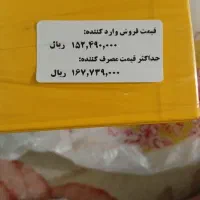 قیمت فروش وارد کننده:
۱۵۲,۴۹۰,۰۰۰ ریال
حداکثر قیمت مصرف کننده:
۱۶۷,۷۳۹,۰۰۰ ریال